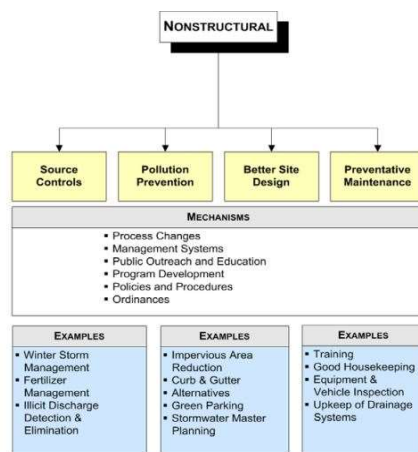 NONSTRUCTURAL
Source
Controls
Pollution
Prevention
Better Site
Design
Preventative
Maintenance
MECHANISMS
▪ Process Changes
▪ Management Systems
▪ Public Outreach and Education
▪ Program Development
▪ Policies and Procedures
▪ Ordinances
EXAMPLES
▪ Winter Storm
Management
▪ Fertilizer
Management
▪ Illicit Discharge
Detection &
Elimination
EXAMPLES
▪ Impervious Area
Reduction
▪ Curb & Gutter
▪ Alternatives
▪ Green Parking
▪ Stormwater Master
Planning
EXAMPLES
▪ Training
▪ Good Housekeeping
▪ Equipment &
Vehicle Inspection
▪ Upkeep of Drainage
Systems